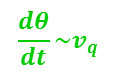 dθ/dt ~ v_q